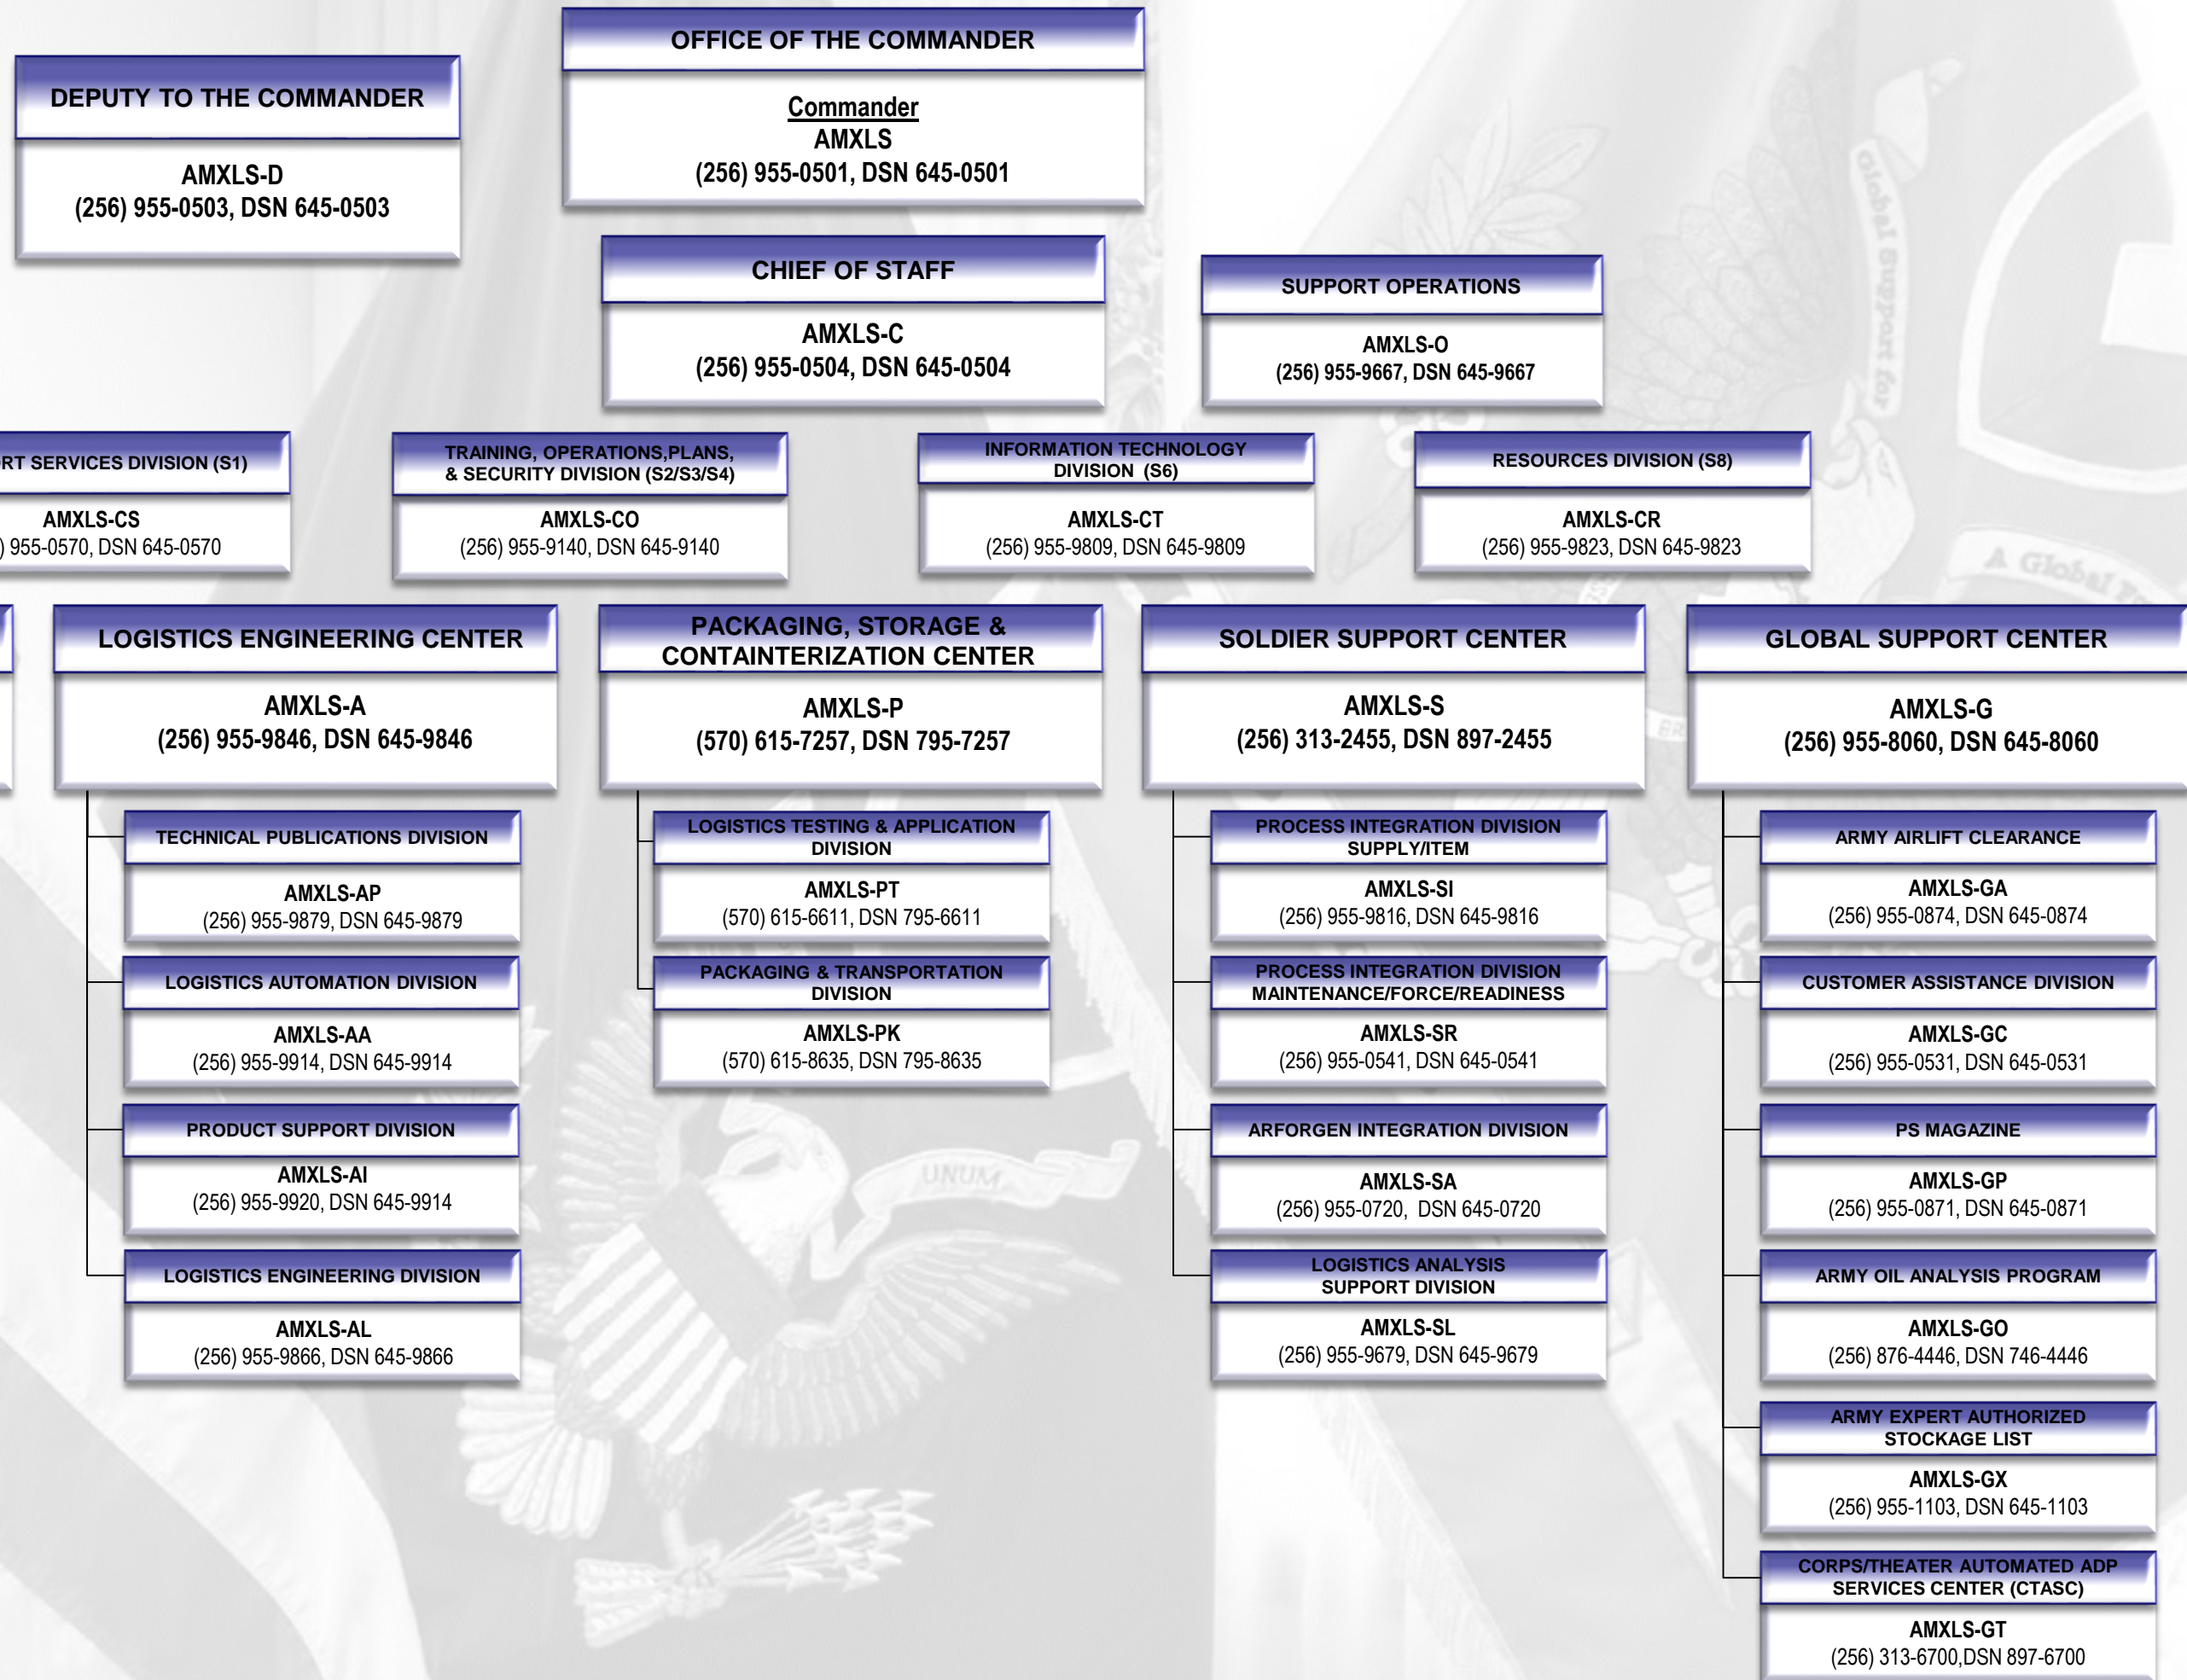 OFFICE OF THE COMMANDER
Commander
AMXLS
(256) 955-0501, DSN 645-0501
DEPUTY TO THE COMMANDER
AMXLS-D
(256) 955-0503, DSN 645-0503
CHIEF OF STAFF
AMXLS-C
(256) 955-0504, DSN 645-0504
SUPPORT OPERATIONS
AMXLS-O
(256) 955-9667, DSN 645-9667
SERVICES DIVISION (S1)
AMXLS-CS
) 955-0570, DSN 645-0570
TRAINING, OPERATIONS,PLANS,
& SECURITY DIVISION (S2/S3/S4)
AMXLS-CO
(256) 955-9140, DSN 645-9140
INFORMATION TECHNOLOGY
DIVISION (S6)
AMXLS-CT
(256) 955-9809, DSN 645-9809
RESOURCES DIVISION (S8)
AMXLS-CR
(256) 955-9823, DSN 645-9823
LOGISTICS ENGINEERING CENTER
AMXLS-A
(256) 955-9846, DSN 645-9846
TECHNICAL PUBLICATIONS DIVISION
AMXLS-AP
(256) 955-9879, DSN 645-9879
LOGISTICS AUTOMATION DIVISION
AMXLS-AA
(256) 955-9914, DSN 645-9914
PRODUCT SUPPORT DIVISION
AMXLS-AI
(256) 955-9920, DSN 645-9914
LOGISTICS ENGINEERING DIVISION
AMXLS-AL
(256) 955-9866, DSN 645-9866
PACKAGING, STORAGE &
CONTAINTERIZATION CENTER
AMXLS-P
(570) 615-7257, DSN 795-7257
LOGISTICS TESTING & APPLICATION
DIVISION
AMXLS-PT
(570) 615-6611, DSN 795-6611
PACKAGING & TRANSPORTATION
DIVISION
AMXLS-PK
(570) 615-8635, DSN 795-8635
SOLDIER SUPPORT CENTER
AMXLS-S
(256) 313-2455, DSN 897-2455
PROCESS INTEGRATION DIVISION
SUPPLY/ITEM
AMXLS-SI
(256) 955-9816, DSN 645-9816
PROCESS INTEGRATION DIVISION
MAINTENANCE/FORCE/READINESS
AMXLS-SR
(256) 955-0541, DSN 645-0541
ARFORGEN INTEGRATION DIVISION
AMXLS-SA
(256) 955-0720, DSN 645-0720
LOGISTICS ANALYSIS
SUPPORT DIVISION
AMXLS-SL
(256) 955-9679, DSN 645-9679
GLOBAL SUPPORT CENTER
AMXLS-G
(256) 955-8060, DSN 645-8060
ARMY AIRLIFT CLEARANCE
AMXLS-GA
(256) 955-0874, DSN 645-0874
CUSTOMER ASSISTANCE DIVISION
AMXLS-GC
(256) 955-0531, DSN 645-0531
PS MAGAZINE
AMXLS-GP
(256) 955-0871, DSN 645-0871
ARMY OIL ANALYSIS PROGRAM
AMXLS-GO
(256) 876-4446, DSN 746-4446
ARMY EXPERT AUTHORIZED
STOCKAGE LIST
AMXLS-GX
(256) 955-1103, DSN 645-1103
CORPS/THEATER AUTOMATED ADP
SERVICES CENTER (CTASC)
AMXLS-GT
(256) 313-6700,DSN 897-6700
Global Support for
A Global
UNUM